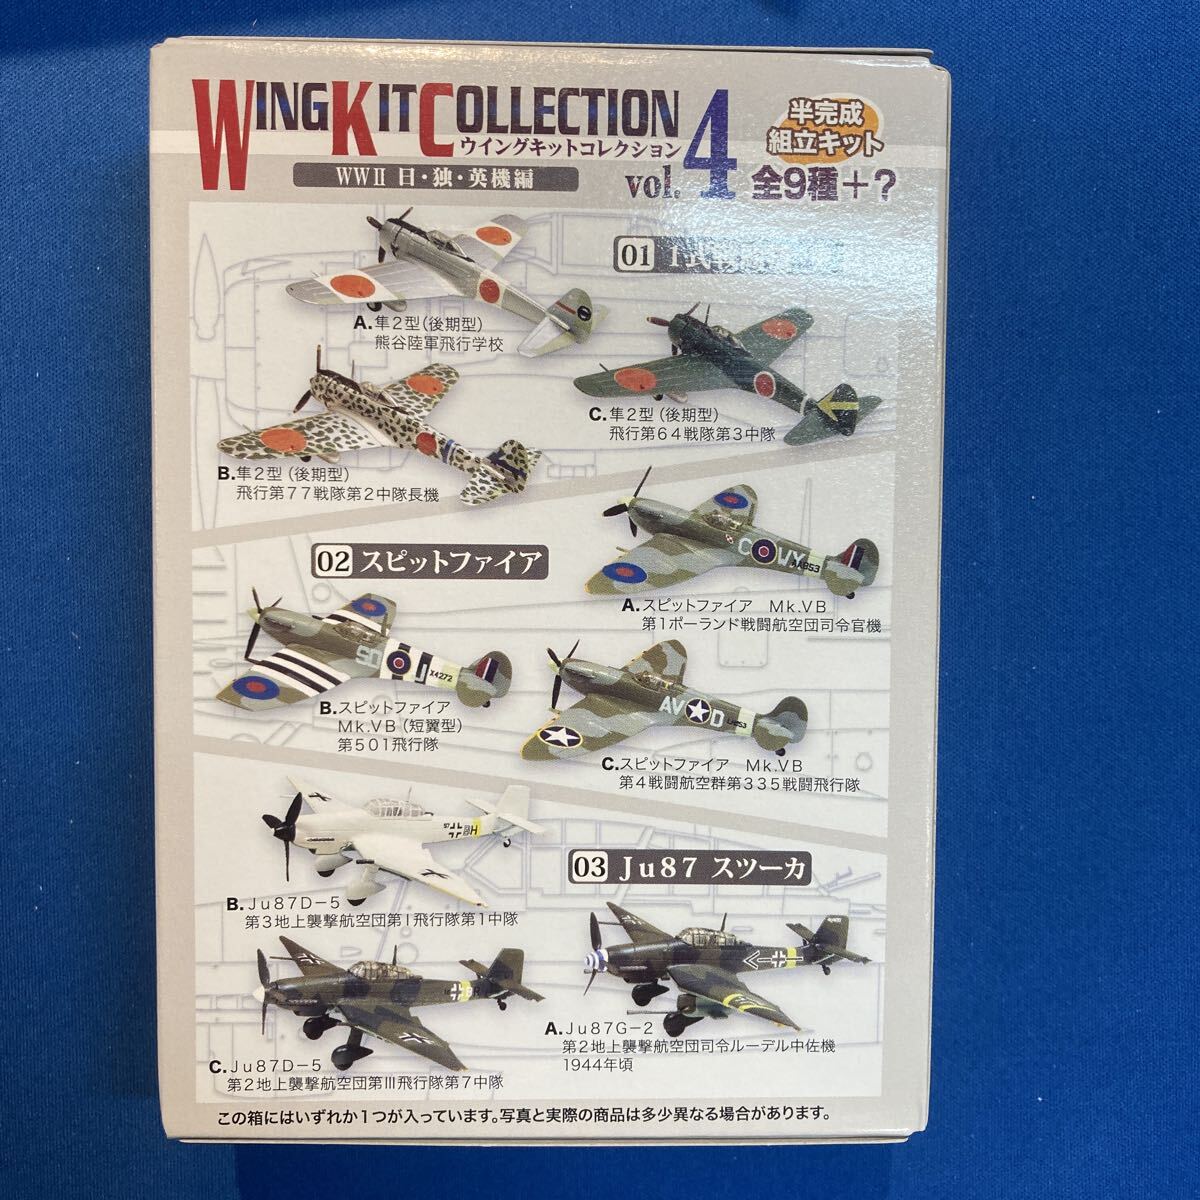 WINGKITCOLLECTION
ウイングキットコレクション
WWⅡ 日・独・英機編
vol.4
半完成
組立キット
全9種+?
01 1式
A.隼2型(後期型)
熊谷陸軍飛行学校
C.隼2型(後期型)
飛行第64戦隊第3中隊
B.隼2型(後期型)
飛行第77戦隊第2中隊長機
02 スピットファイア
A.スピットファイア Mk.VB
第1ポーランド戦闘航空団司令官機
B.スピットファイア
Mk.VB(短翼型)
第501飛行隊
C.スピットファイア Mk.VB
第4戦闘航空群第335戦闘飛行隊
03 Ju87 スツーカ
B.Ju87D-5
第3地上襲撃航空団第Ⅰ飛行隊第1中隊
A.Ju87G-2
第2地上襲撃航空団司令ルーデル中佐機
1944年頃
C.Ju87D-5
第2地上襲撃航空団第Ⅲ飛行隊第7中隊
この箱にはいずれか1つが入っています。写真と実際の商品は多少異なる場合があります。